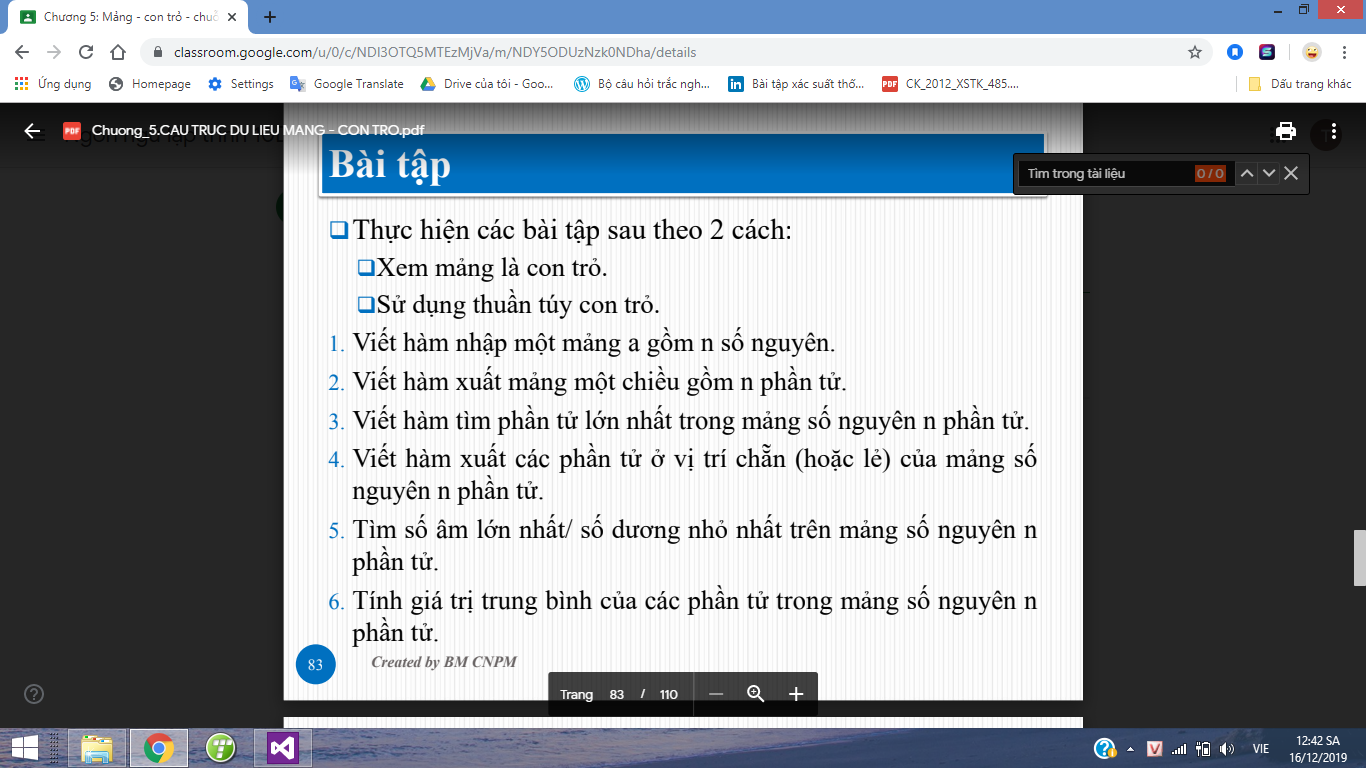 Chương 5: Mảng - con trỏ - chuỗ
classroom.google.com/u/0/c/NDI3OTQ5MTEzMjVa/m/NDY5ODUzNzk0NDha/details
Ứng dụng Homepage Settings Google Translate Drive của tôi - Goo... Bộ câu hỏi trắc ngh... Bài tập xác suất thố... CK_2012_XSTK_485.... Dấu trang khác
PDF Chuong_5.CAU TRUC DU LIEU MANG - CON TRO.pdf
Bài tập
Tìm trong tài liệu 0 / 0
Thực hiện các bài tập sau theo 2 cách:
Xem mảng là con trỏ.
Sử dụng thuần túy con trỏ.
1. Viết hàm nhập một mảng a gồm n số nguyên.
2. Viết hàm xuất mảng một chiều gồm n phần tử.
3. Viết hàm tìm phần tử lớn nhất trong mảng số nguyên n phần tử.
4. Viết hàm xuất các phần tử ở vị trí chẵn (hoặc lẻ) của mảng số
nguyên n phần tử.
5. Tìm số âm lớn nhất/ số dương nhỏ nhất trên mảng số nguyên n
phần tử.
6. Tính giá trị trung bình của các phần tử trong mảng số nguyên n
phần tử.
83 Created by BM CNPM
Trang 83 / 110
VIE
12:42 SA
16/12/2019